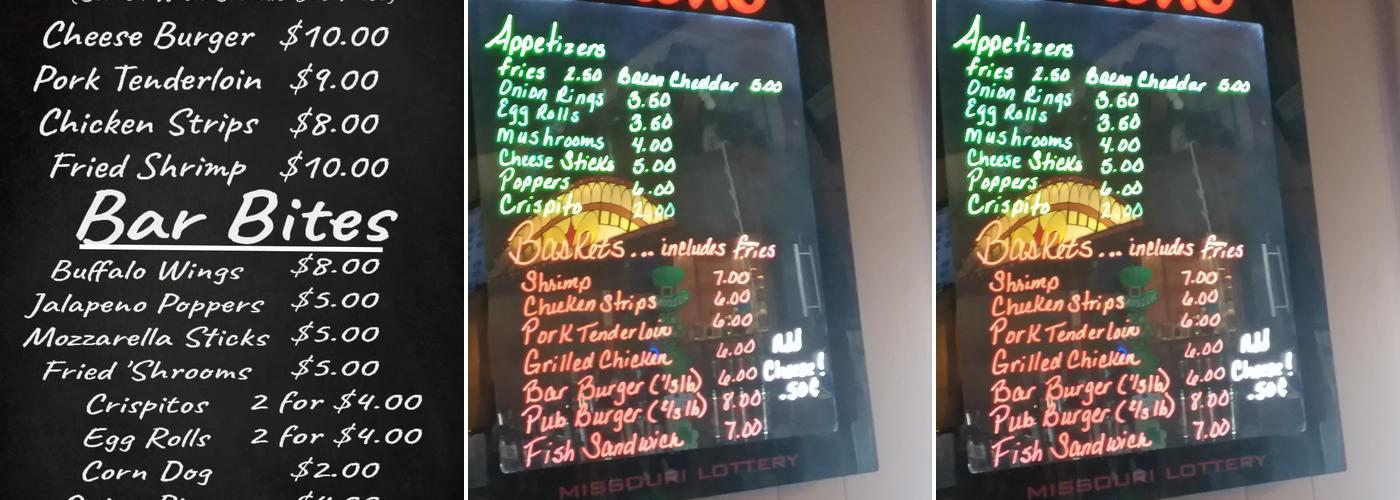 Cheese Burger $10.00
Pork Tenderloin $9.00
Chicken Strips $8.00
Fried Shrimp $10.00
Bar Bites
Buffalo Wings $8.00
Jalapeno Poppers $5.00
Mozzarella Sticks $5.00
Fried 'Shrooms $5.00
Crispitos 2 for $4.00
Egg Rolls 2 for $4.00
Corn Dog $2.00
Appetizers
fries 2.50 Bacon Cheddar 5.00
Onion Rings 3.50
Egg Rolls 3.50
Mushrooms 4.00
Cheese Sticks 5.00
Poppers 6.00
Crispito 2.00
Baskets... includes fries
Shrimp 7.00
Chicken Strips 6.00
Pork Tenderloin 6.00
Grilled Chicken 6.00 Add
Bar Burger (1/3 lb) 6.00 Cheese!
Pub Burger (2/3 lb) 8.00 .50¢
Fish Sandwich 7.00
MISSOURI LOTTERY
Appetizers
fries 2.50 Bacon Cheddar 5.00
Onion Rings 3.50
Egg Rolls 3.50
Mushrooms 4.00
Cheese Sticks 5.00
Poppers 6.00
Crispito 2.00
Baskets... includes fries
Shrimp 7.00
Chicken Strips 6.00
Pork Tenderloin 6.00
Grilled Chicken 6.00 Add
Bar Burger (1/3 lb) 6.00 Cheese!
Pub Burger (2/3 lb) 8.00 .50¢
Fish Sandwich 7.00
MISSOURI LOTTERY